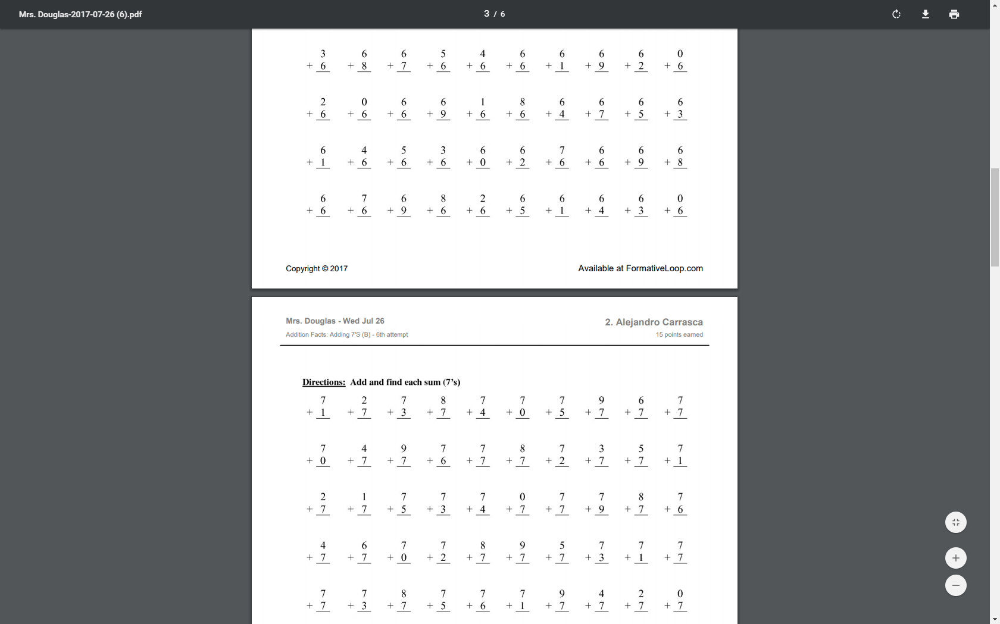 Mrs. Douglas-2017-07-26 (6).pdf
3 / 6
3 6 6 5 4 6 6 6 6 0
+ 6 + 8 + 7 + 6 + 6 + 6 + 1 + 9 + 2 + 6
2 0 6 6 1 8 6 6 6 6
+ 6 + 6 + 6 + 9 + 6 + 6 + 4 + 7 + 5 + 3
6 4 5 3 6 6 7 6 6 6
+ 1 + 6 + 6 + 6 + 0 + 2 + 6 + 6 + 9 + 8
6 7 6 8 2 6 6 6 6 0
+ 6 + 6 + 9 + 6 + 6 + 5 + 1 + 4 + 3 + 6
Copyright © 2017 Available at FormativeLoop.com
Mrs. Douglas - Wed Jul 26 2. Alejandro Carrasca
Addition Facts: Adding 7'S (B) - 6th attempt 15 points earned
Directions: Add and find each sum (7’s)
7 2 7 8 7 7 7 9 6 7
+ 1 + 7 + 3 + 7 + 4 + 0 + 5 + 7 + 7 + 7
7 4 9 7 7 8 7 3 5 7
+ 0 + 7 + 7 + 6 + 7 + 7 + 2 + 7 + 7 + 1
2 1 7 7 7 0 7 7 8 7
+ 7 + 7 + 5 + 3 + 4 + 7 + 7 + 9 + 7 + 6
4 6 7 7 8 9 5 7 7 7
+ 7 + 7 + 0 + 2 + 7 + 7 + 7 + 3 + 1 + 7
7 7 8 7 7 7 9 4 2 0
+ 7 + 3 + 7 + 5 + 6 + 1 + 7 + 7 + 7 + 7